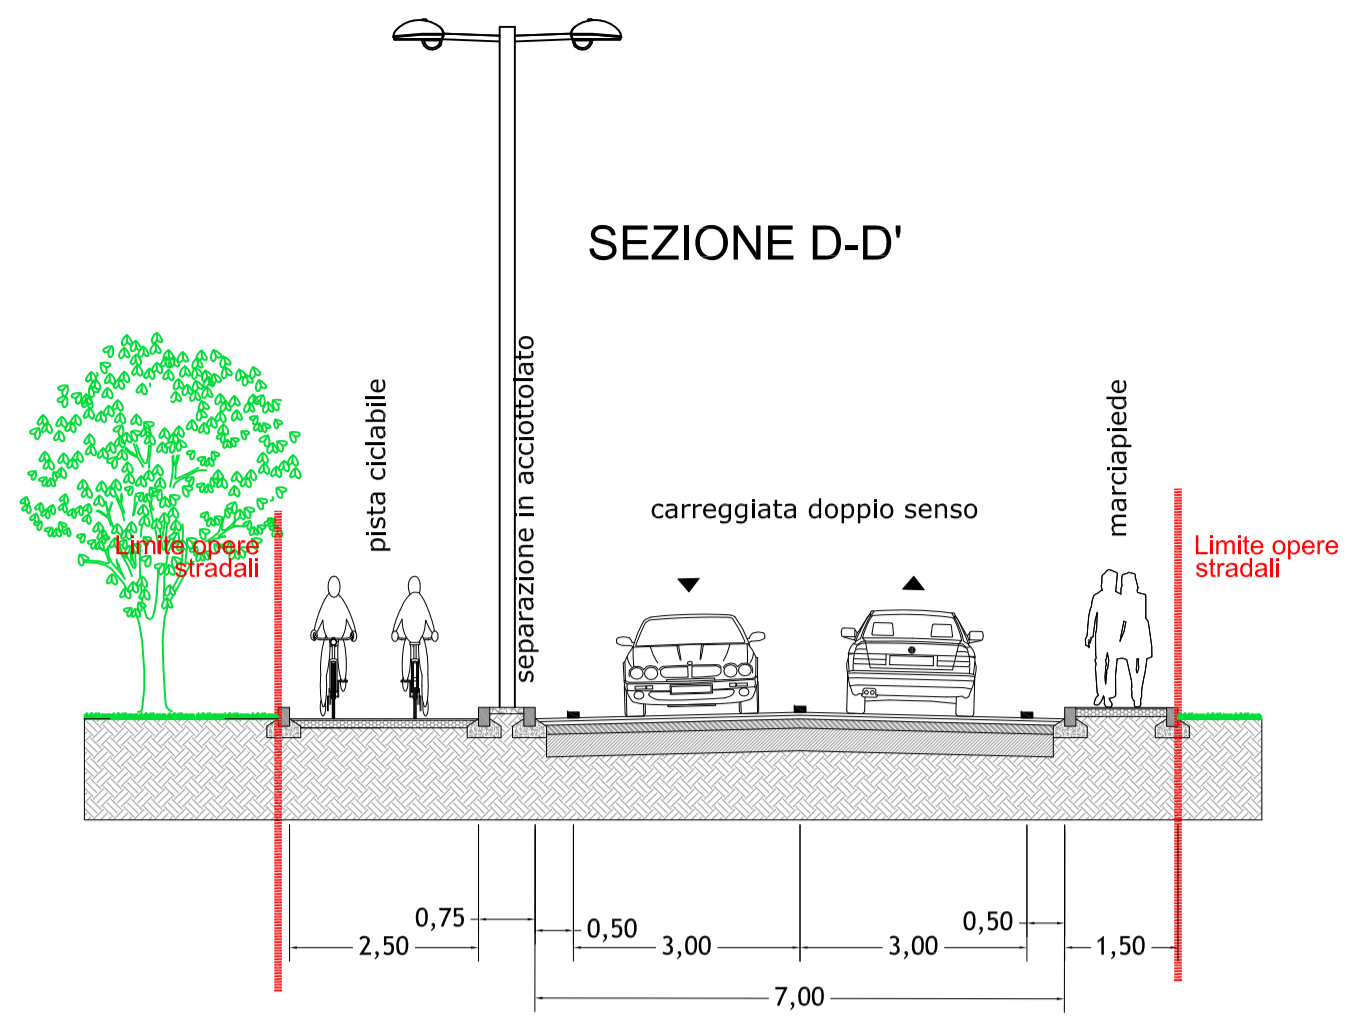 SEZIONE D-D'
pista ciclabile
separazione in acciottolato
carreggiata doppio senso
marciapiede
Limite opere
stradali
Limite opere
stradali
0,75
0,50
0,50
2,50
3,00
3,00
1,50
7,00